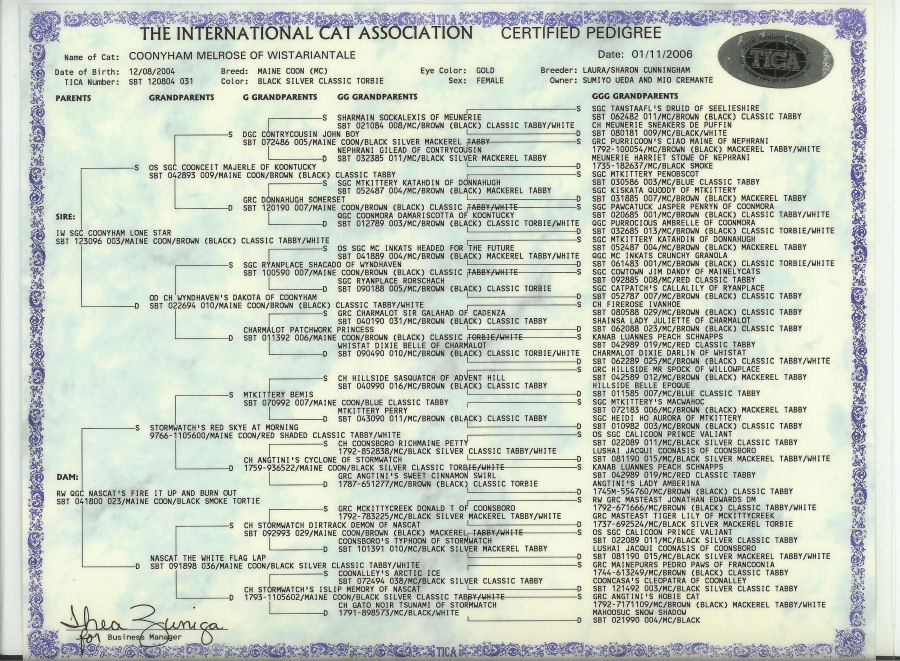 TICA
THE INTERNATIONAL CAT ASSOCIATION CERTIFIED PEDIGREE
Name of Cat: COONYHAM MELROSE OF WISTARIANTALE Date: 01/11/2006
Date of Birth: 12/08/2004 Breed: MAINE COON (MC) Eye Color: GOLD Breeder: LAURA/SHARON CUNNINGHAM
TICA Number: SBT 120804 031 Color: BLACK SILVER CLASSIC TORBIE Sex: FEMALE Owner: SUMIYO UEDA AND MIO CREMANTE
TICA
PARENTS GRANDPARENTS G GRANDPARENTS GG GRANDPARENTS GGG GRANDPARENTS
SIRE:
IW SGC COONYHAM LONE STAR
SBT 123096 003/MAINE COON/BROWN (BLACK) CLASSIC TABBY/WHITE
DAM:
RW QGC NASCAT'S FIRE IT UP AND BURN OUT
SBT 041800 023/MAINE COON/BLACK SMOKE TORTIE
S OS SGC COONCEIT MAJERLE OF KOONTUCKY
SBT 042893 009/MAINE COON/BROWN (BLACK) CLASSIC TABBY
D OD CH WYNDHAVEN'S DAKOTA OF COONYHAM
SBT 022694 010/MAINE COON/BROWN (BLACK) CLASSIC TABBY/WHITE
S STORMWATCH'S RED SKYE AT MORNING
9766-1105600/MAINE COON/RED SHADED CLASSIC TABBY/WHITE
D NASCAT THE WHITE FLAG LAP
SBT 091898 036/MAINE COON/BLACK SILVER CLASSIC TABBY/WHITE
S DGC CONTRYCOUSIN JOHN BOY
SBT 072486 005/MAINE COON/BLACK SILVER MACKEREL TABBY
D GRC DONNAHUGH SOMERSET
SBT 120190 007/MAINE COON/BROWN (BLACK) CLASSIC TABBY/WHITE
S SGC RYANPLACE SHACADO OF WYNDHAVEN
SBT 100590 007/MAINE COON/BROWN (BLACK) CLASSIC TABBY/WHITE
D CHARMALOT PATCHWORK PRINCESS
SBT 011392 006/MAINE COON/BROWN (BLACK) CLASSIC TORBIE/WHITE
S MTKITTERY BEMIS
SBT 070992 007/MAINE COON/BLUE CLASSIC TABBY
D CH ANGTINI'S CYCLONE OF STORMWATCH
1759-936522/MAINE COON/BLACK SILVER CLASSIC TORBIE/WHITE
S CH STORMWATCH DIRTRACK DEMON OF NASCAT
SBT 092993 029/MAINE COON/BROWN (BLACK) MACKEREL TABBY/WHITE
D CH STORMWATCH'S ISLIP MEMORY OF NASCAT
1793-1105602/MAINE COON/BLACK SILVER CLASSIC TABBY/WHITE
S SHARMAIN SOCKALEXIS OF MEUNERIE
SBT 021084 008/MC/BROWN (BLACK) CLASSIC TABBY/WHITE
D NEPHRANI GILEAD OF CONTRYCOUSIN
SBT 032385 011/MC/BLACK SILVER MACKEREL TABBY
S SGC MTKITTERY KATAHDIN OF DONNAHUGH
SBT 052487 004/MC/BROWN (BLACK) MACKEREL TABBY
D QGC COONMORA DAMARISCOTTA OF KOONTUCKY
SBT 012789 003/MC/BROWN (BLACK) CLASSIC TORBIE/WHITE
S OS SGC MC INKATS HEADED FOR THE FUTURE
SBT 041889 004/MC/BROWN (BLACK) MACKEREL TABBY
D SGC RYANPLACE RORSCHACH
SBT 090188 005/MC/BROWN (BLACK) CLASSIC TORBIE
S GRC CHARMALOT SIR GALAHAD OF CADENZA
SBT 040190 031/MC/BROWN (BLACK) CLASSIC TABBY
D WHISTAT DIXIE BELLE OF CHARMALOT
SBT 090490 010/MC/BROWN (BLACK) CLASSIC TORBIE/WHITE
S CH HILLSIDE SASQUATCH OF ADVENT HILL
SBT 040990 016/MC/BROWN (BLACK) CLASSIC TABBY
D MTKITTERY PERRY
SBT 043090 011/MC/BROWN (BLACK) CLASSIC TABBY
S CH COONSBORO RICHMAINE PETTY
1792-852838/MC/BLACK SILVER CLASSIC TABBY/WHITE
D GRC ANGTINI'S SWEET CINNAMON SWIRL
1787-651277/MC/BROWN (BLACK) CLASSIC TORBIE
S GRC MCKITTYCREEK DONALD T OF COONSBORO
1792-783225/MC/BLACK SILVER MACKEREL TABBY/WHITE
D COONSBORO'S TYPHOON OF STORMWATCH
SBT 101391 010/MC/BLACK SILVER MACKEREL TABBY
S COONALLEY'S ARCTIC ICE
SBT 072494 038/MC/BLACK SILVER CLASSIC TABBY
D CH GATO NOIR TSUNAMI OF STORMWATCH
1791-898573/MC/BLACK/WHITE
S SGC TANSTAAFL'S DRUID OF SEELIESHIRE
SBT 062482 011/MC/BROWN (BLACK) CLASSIC TABBY
D CH MEUNERIE SNEAKERS DE PUFFIN
SBT 080181 009/MC/BLACK/WHITE
S GRC PURRICOON'S CIAO MAINE OF NEPHRANI
1792-100054/MC/BROWN (BLACK) MACKEREL TABBY/WHITE
D MEUNERIE HARRIET STOWE OF NEPHRANI
1735-182637/MC/BLACK SMOKE
S SGC MTKITTERY PENOBSCOT
SBT 030586 003/MC/BLUE CLASSIC TABBY
D SGC KISKATA QUODDY OF MTKITTERY
SBT 031885 007/MC/BROWN (BLACK) MACKEREL TABBY
S SGC PAWCATUCK JASPER PENRYN OF COONMORA
SBT 020685 001/MC/BROWN (BLACK) CLASSIC TABBY/WHITE
D QGC PURROCIOUS AMBRELLE OF COONMORA
SBT 032685 013/MC/BROWN (BLACK) CLASSIC TORBIE
S SGC MTKITTERY KATAHDIN OF DONNAHUGH
SBT 052487 004/MC/BROWN (BLACK) MACKEREL TABBY
D QGC MC INKATS CRUNCHY GRANOLA
SBT 061483 001/MC/BROWN (BLACK) CLASSIC TORBIE/WHITE
S SGC COWTOWN JIM DANDY OF MAINELYCATS
SBT 092885 008/MC/RED CLASSIC TABBY
D SGC CATPATCH'S CALLALILY OF RYANPLACE
SBT 052787 007/MC/BROWN (BLACK) CLASSIC TABBY
S CH FIREROSE IVANHOE
SBT 080588 029/MC/BROWN (BLACK) CLASSIC TABBY/WHITE
D SHAINSA LADY JULIETTE OF CHARMALOT
SBT 062088 023/MC/BROWN (BLACK) CLASSIC TABBY
S KANAB LUANNES PEACH SCHNAPPS
SBT 042989 019/MC/RED CLASSIC TABBY
D CHARMALOT DIXIE DARLIN OF WHISTAT
SBT 062289 025/MC/BROWN (BLACK) CLASSIC TABBY/WHITE
S GRC HILLSIDE MR SPOCK OF WILLOWPLACE
SBT 042589 012/MC/BROWN (BLACK) MACKEREL TABBY
D HILLSIDE BELLE EPOQUE
SBT 011585 007/MC/BLUE CLASSIC TABBY
S SGC MTKITTERY'S MACWAHOC
SBT 072183 006/MC/BROWN (BLACK) MACKEREL TABBY
D SGC HEIDI HO AURORA OF MTKITTERY
SBT 010982 003/MC/BROWN (BLACK) CLASSIC TABBY
S OS SGC CALICOON PRINCE VALIANT
SBT 022089 011/MC/BLACK SILVER CLASSIC TABBY
D LUSHAI JACQUI COONASIS OF COONSBORO
SBT 081190 015/MC/BLACK SILVER MACKEREL TABBY/WHITE
S KANAB LUANNES PEACH SCHNAPPS
SBT 042989 019/MC/RED CLASSIC TABBY
D ANGTINI'S LADY AMBERINA
1745M-554760/MC/BROWN (BLACK) CLASSIC TABBY
S RW GRC MASTEAST JONATHAN EDWARDS DM
1792-671666/MC/BROWN (BLACK) CLASSIC TABBY/WHITE
D GRC MASTEAST TIGER LILY OF MCKITTYCREEK
1737-692524/MC/BLACK SILVER MACKEREL TORBIE
S OS SGC CALICOON PRINCE VALIANT
SBT 022089 011/MC/BLACK SILVER CLASSIC TABBY
D LUSHAI JACQUI COONASIS OF COONSBORO
SBT 081190 015/MC/BLACK SILVER MACKEREL TABBY/WHITE
S GRC MAINEPURRS PEDRO PAWS OF FRANCOONIA
1744-613249/MC/BROWN (BLACK) CLASSIC TABBY
D COONCASA'S CLEOPATRA OF COONALLEY
SBT 121492 003/MC/BLACK SILVER CLASSIC TABBY
S GRC ANGTINI'S HOBIE CAT
1792-7171109/MC/BROWN (BLACK) MACKEREL TABBY/WHITE
D MAHOOSUC SNOW SHADOW
SBT 021990 004/MC/BLACK
Thea Zuniga
for Business Manager
TICA